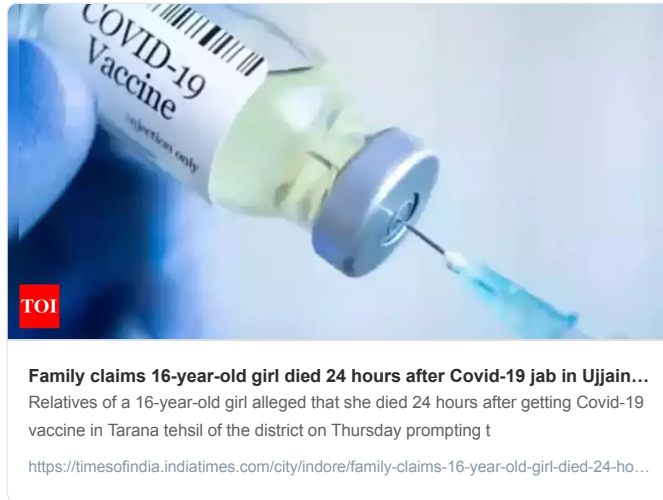 COVID-19
Vaccine
injection only
TOI
Family claims 16-year-old girl died 24 hours after Covid-19 jab in Ujjain...
Relatives of a 16-year-old girl alleged that she died 24 hours after getting Covid-19
vaccine in Tarana tehsil of the district on Thursday prompting t
https://timesofindia.indiatimes.com/city/indore/family-claims-16-year-old-girl-died-24-ho...